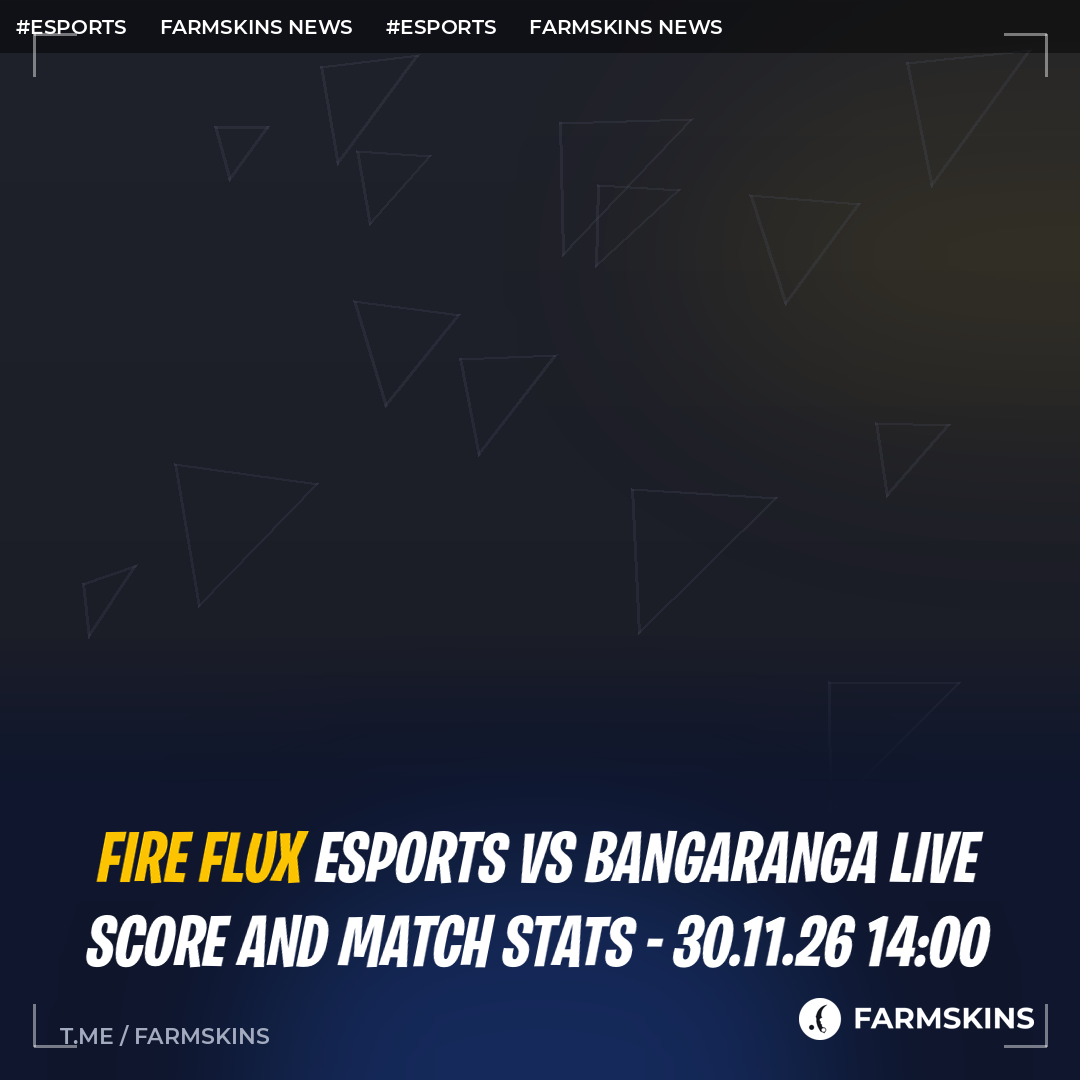 #ESPORTS FARMSKINS NEWS #ESPORTS FARMSKINS NEWS
FIRE FLUX ESPORTS VS BANGARANGA LIVE
SCORE AND MATCH STATS - 30.11.26 14:00
T.ME / FARMSKINS
FARMSKINS